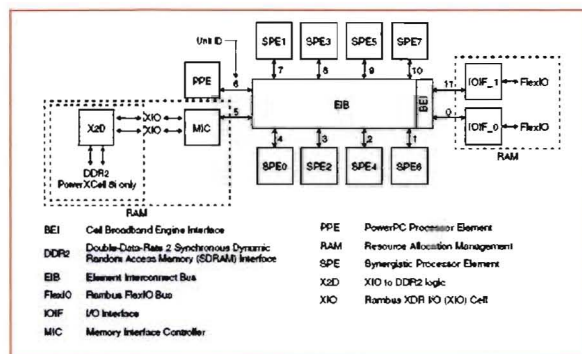 Unit ID
SPE1 SPE3 SPE5 SPE7
7 8 9 10
PPE
6
EIB
BEI
11
IOIF_1
FlexIO
X2D
XIO
XIO
MIC
5
0
IOIF_0
FlexIO
4 3 2 1
SPE0 SPE2 SPE4 SPE6
RAM
DDR2
PowerXCell 8i only
RAM
BEI Cell Broadband Engine Interface
DDR2 Double-Data-Rate 2 Synchronous Dynamic
Random Access Memory (SDRAM) Interface
EIB Element Interconnect Bus
FlexIO Rambus FlexIO Bus
IOIF I/O Interface
MIC Memory Interface Controller
PPE PowerPC Processor Element
RAM Resource Allocation Management
SPE Synergistic Processor Element
X2D XIO to DDR2 logic
XIO Rambus XDR I/O (XIO) Cell